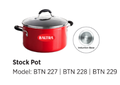 Stock Pot
Model: BTN 227 | BTN 228 | BTN 229